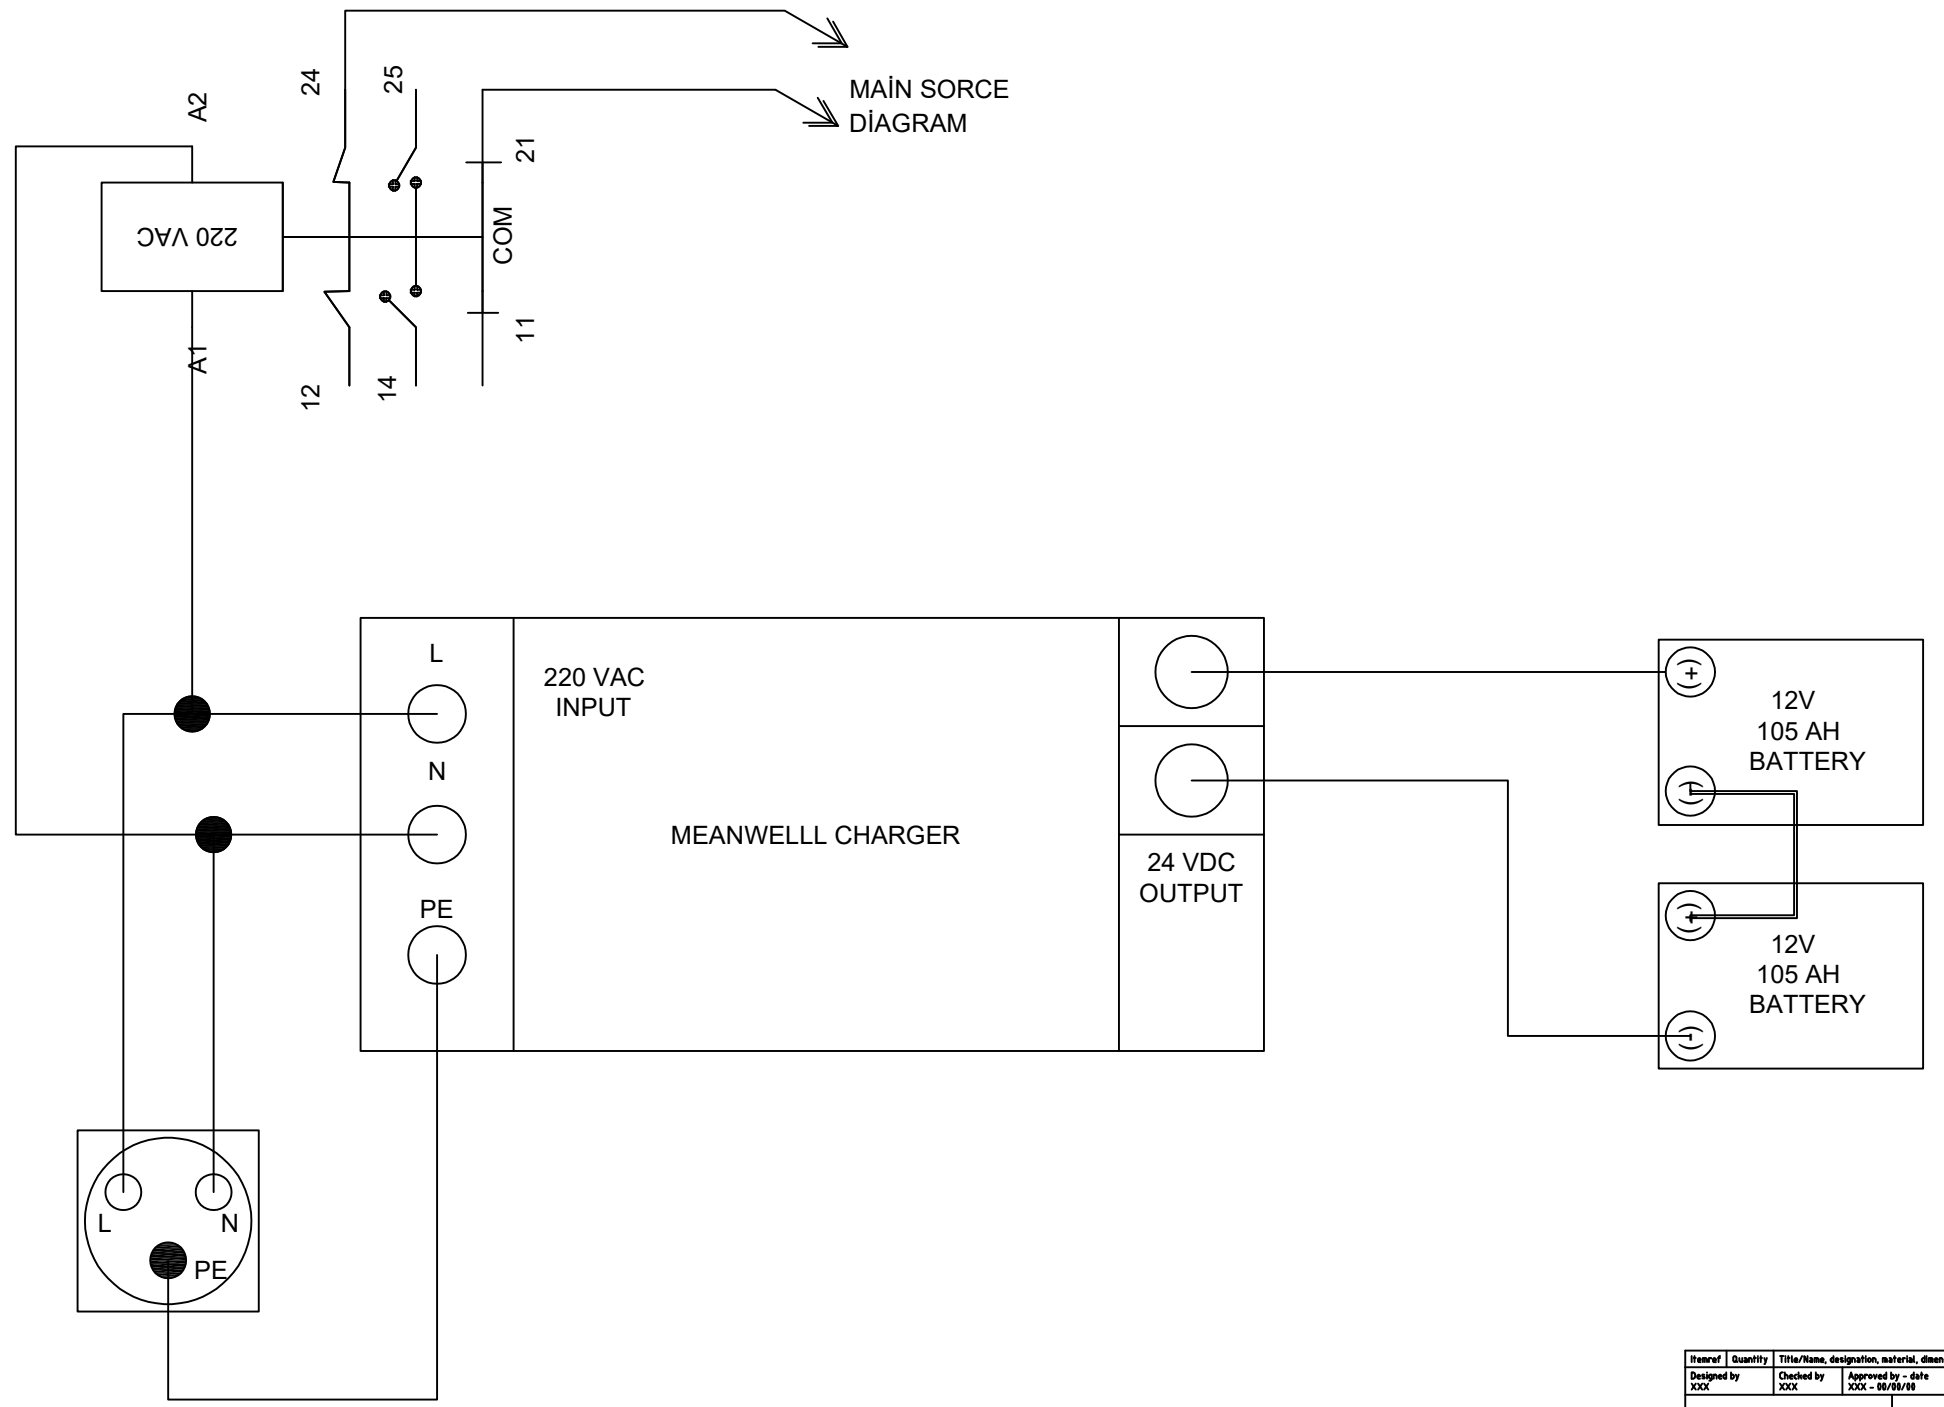 24
25
A2
MAİN SORCE
DİAGRAM
21
220 VAC
COM
11
A1
12
14
L
220 VAC
INPUT
N
MEANWELLL CHARGER
PE
24 VDC
OUTPUT
+
12V
105 AH
BATTERY
-
+
12V
105 AH
BATTERY
-
L
N
PE
Itemref Quantity Title/Name, designation, material, dimen
Designed by Checked by Approved by - date
XXX XXX XXX - 00/00/00